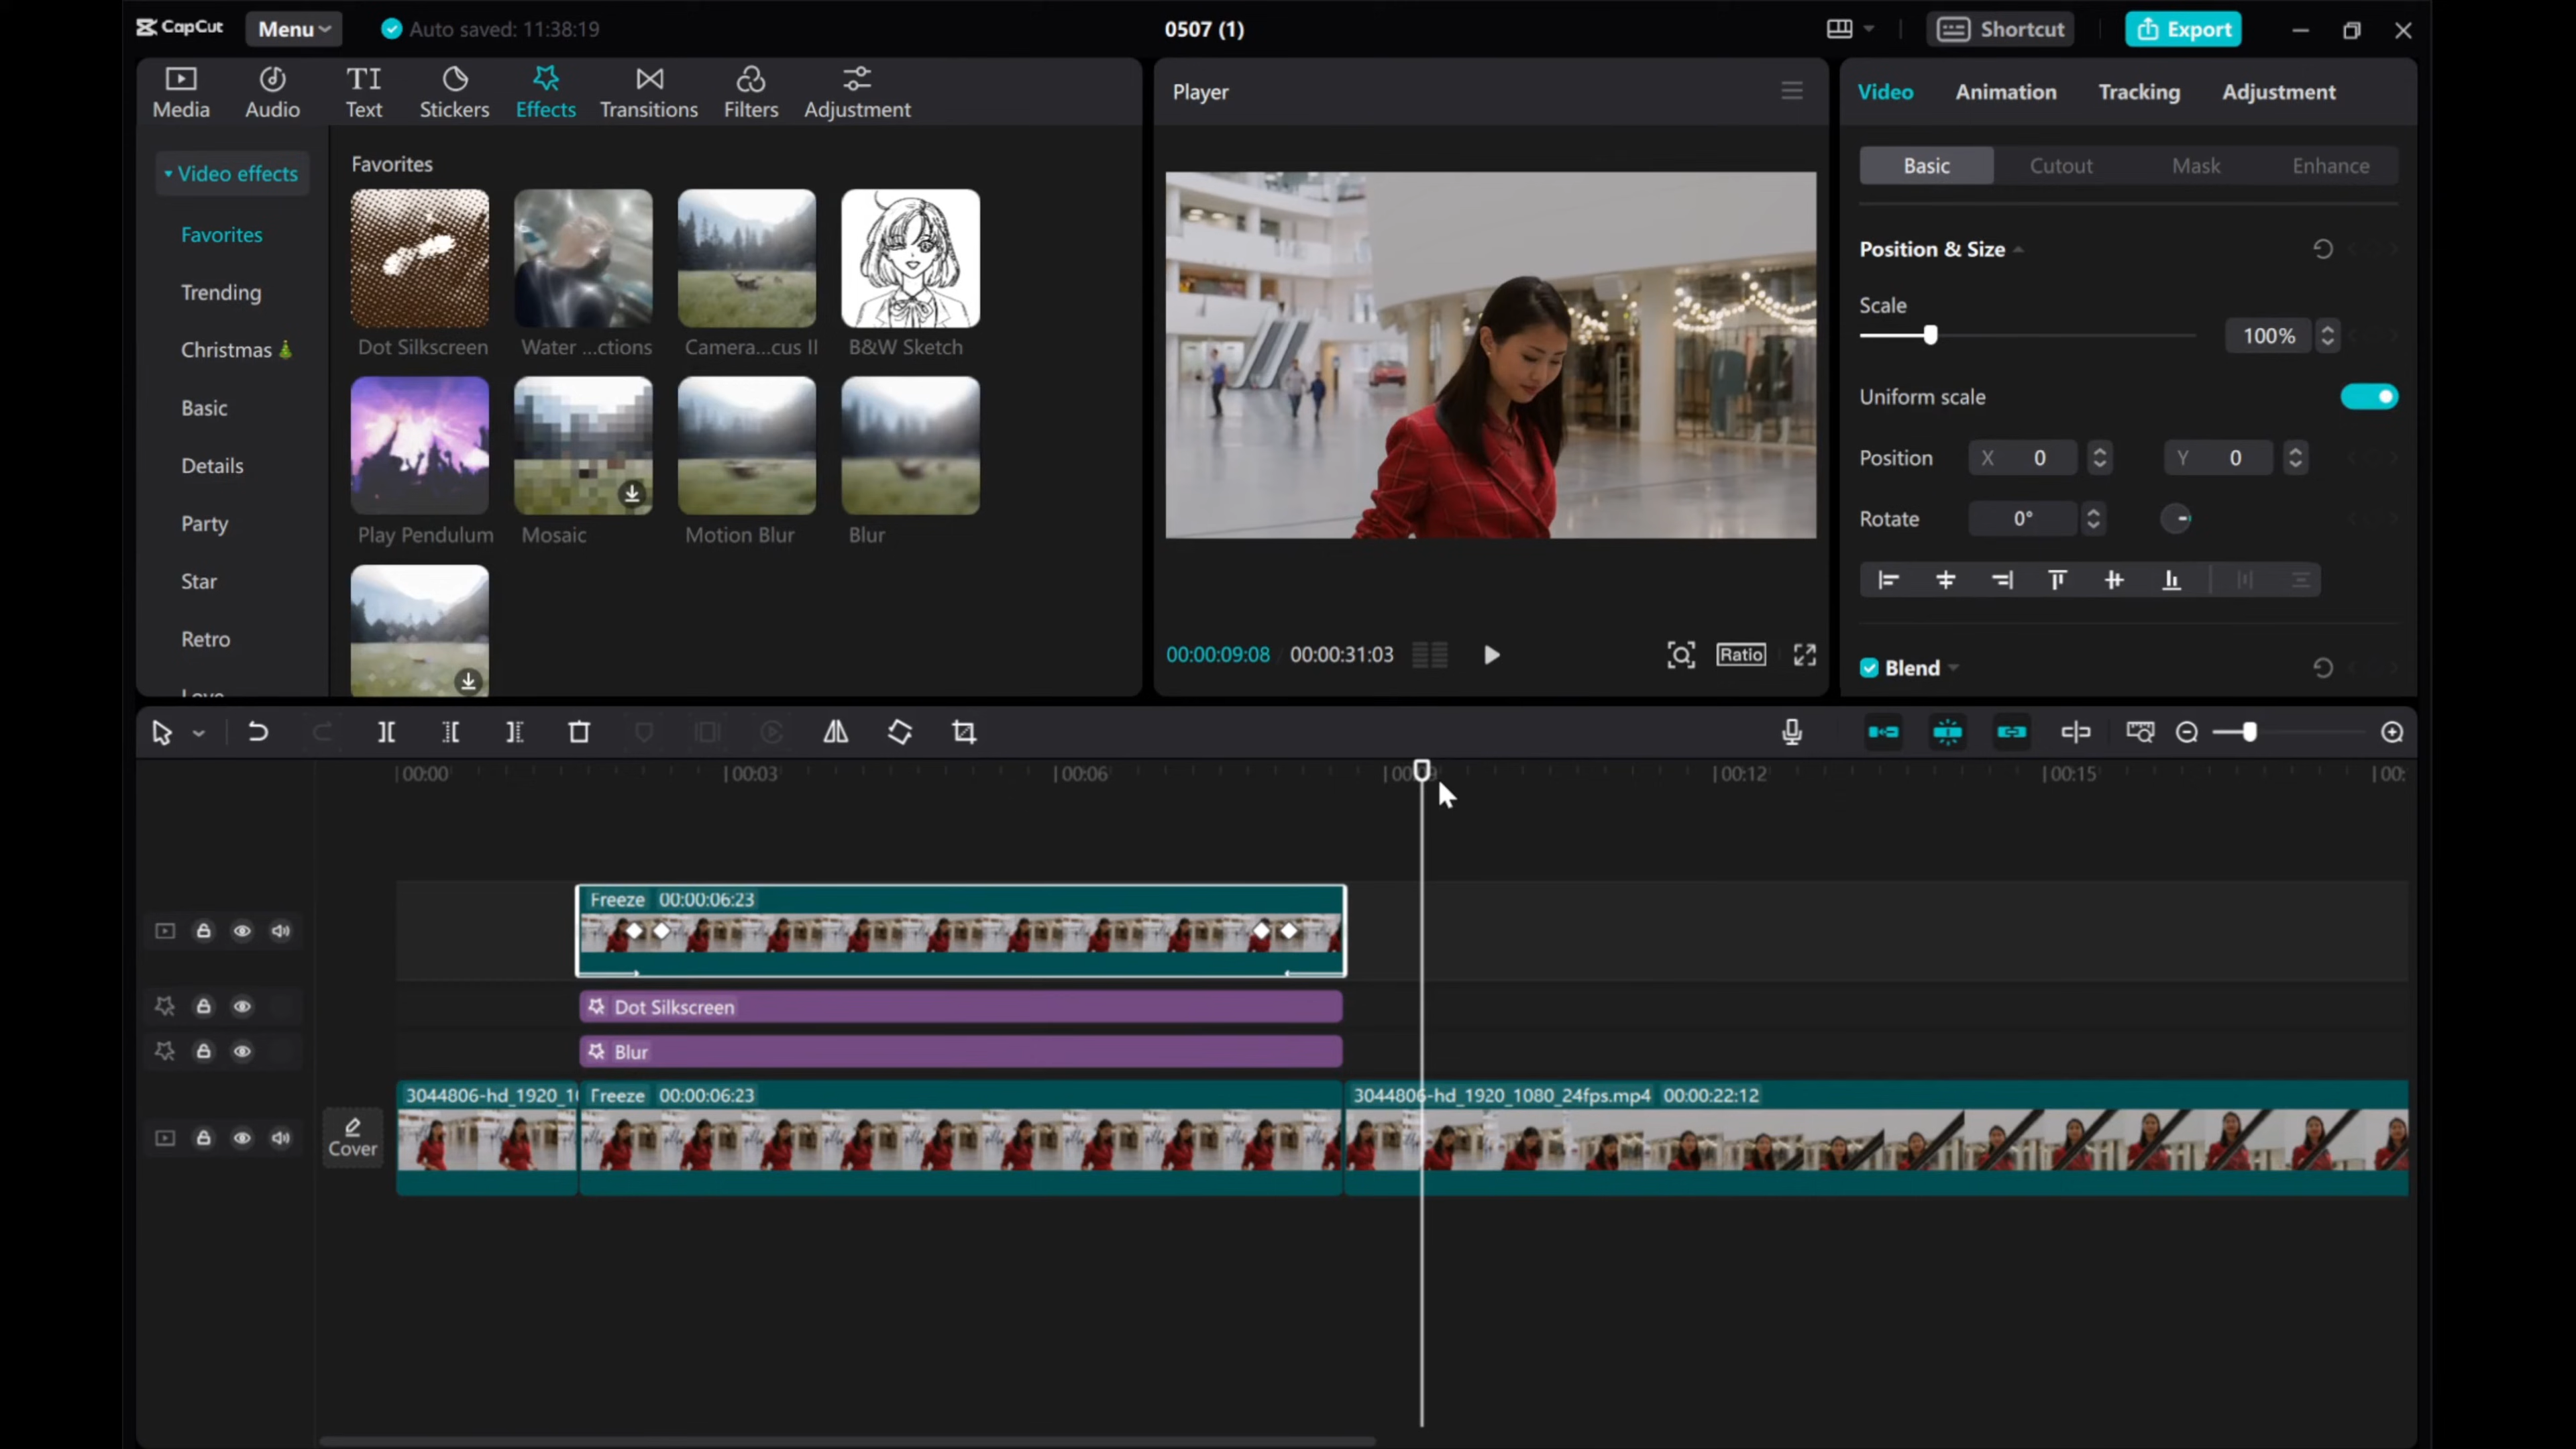 CapCut Menu Auto saved: 11:38:19 0507 (1) Shortcut Export
Media Audio Text Stickers Effects Transitions Filters Adjustment
Video effects
Favorites
Trending
Christmas
Basic
Details
Party
Star
Retro
Favorites
Dot Silkscreen Water ...ctions Camera...cus II B&W Sketch
Play Pendulum Mosaic Motion Blur Blur
Player
00:00:09:08 00:00:31:03 Ratio
Video Animation Tracking Adjustment
Basic Cutout Mask Enhance
Position & Size
Scale
100%
Uniform scale
Position X 0 Y 0
Rotate 0°
Blend
00:00 00:03 00:06 00:09 00:12 00:15 00:
Freeze 00:00:06:23
Dot Silkscreen
Blur
Cover
3044806-hd_1920_1 Freeze 00:00:06:23 3044806-hd_1920_1080_24fps.mp4 00:00:22:12